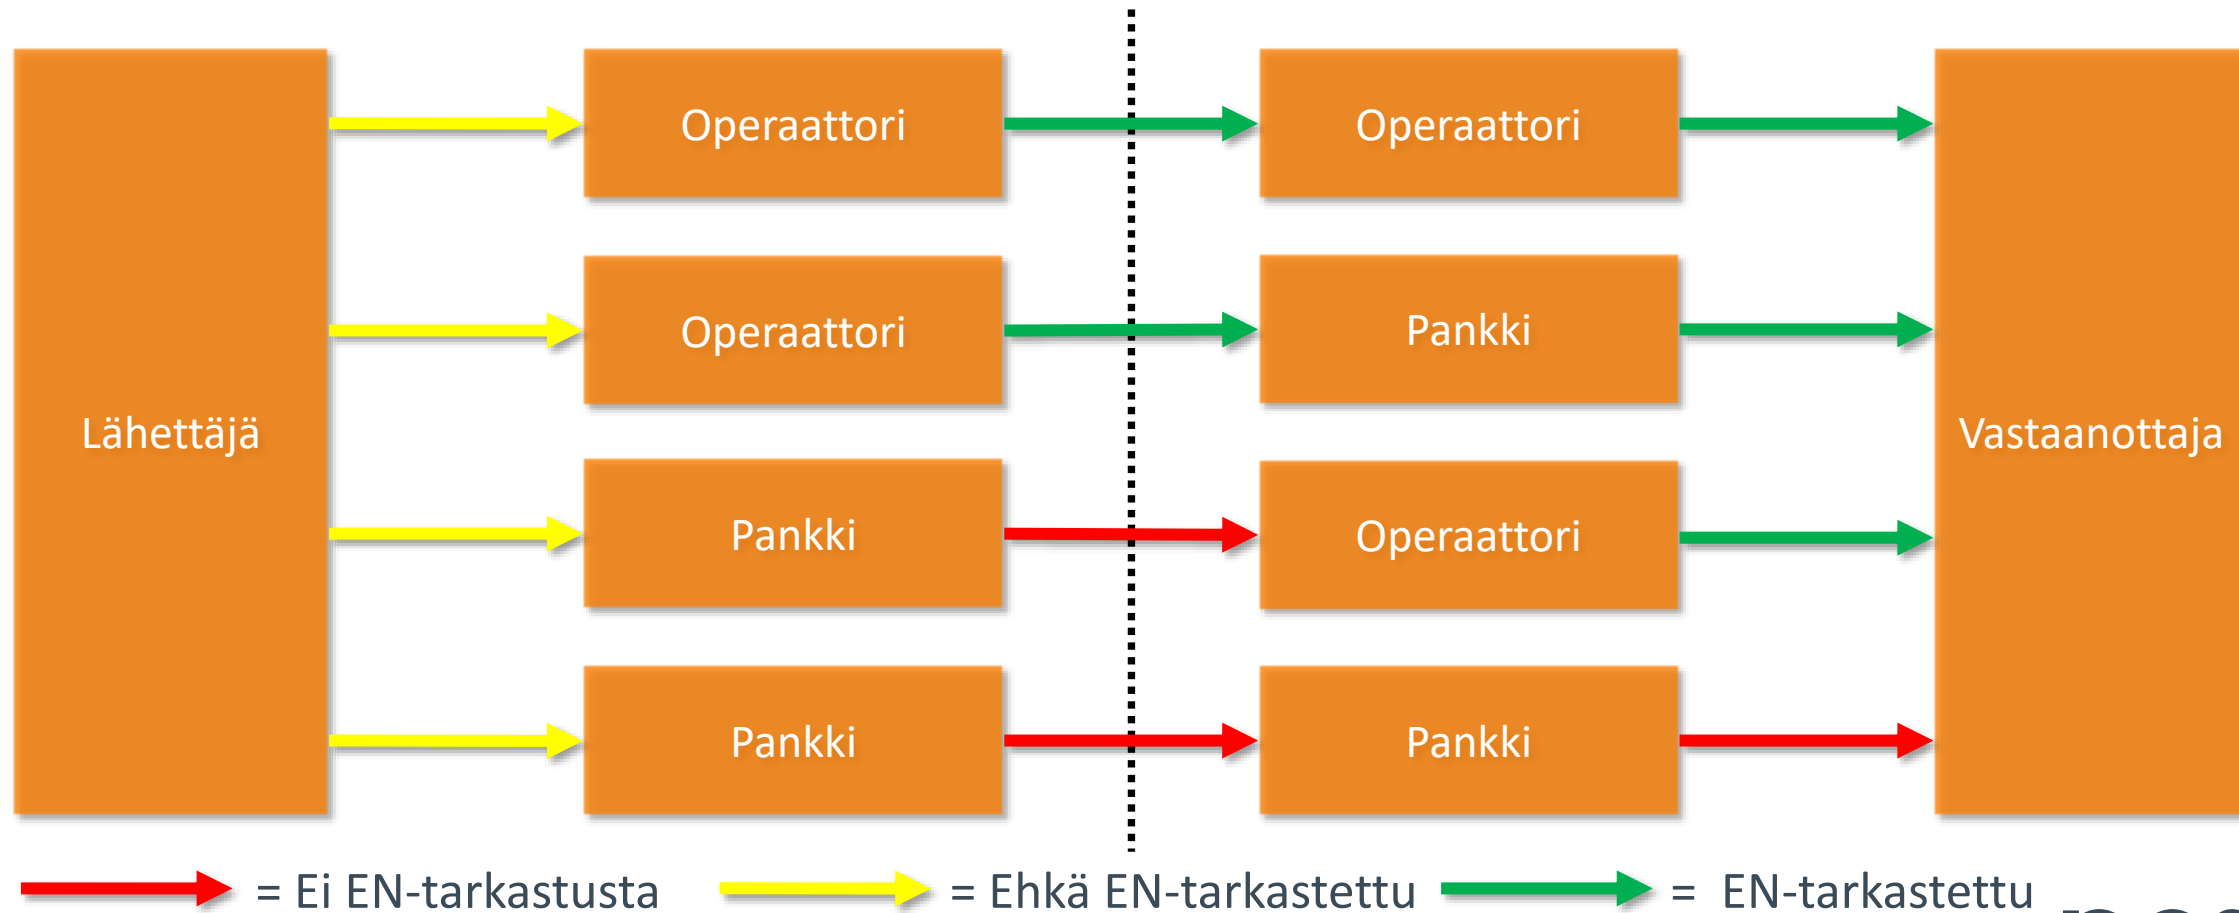 Operaattori
Operaattori
Operaattori
Pankki
Lähettäjä
Vastaanottaja
Pankki
Operaattori
Pankki
Pankki
= Ei EN-tarkastusta
= Ehkä EN-tarkastettu
= EN-tarkastettu